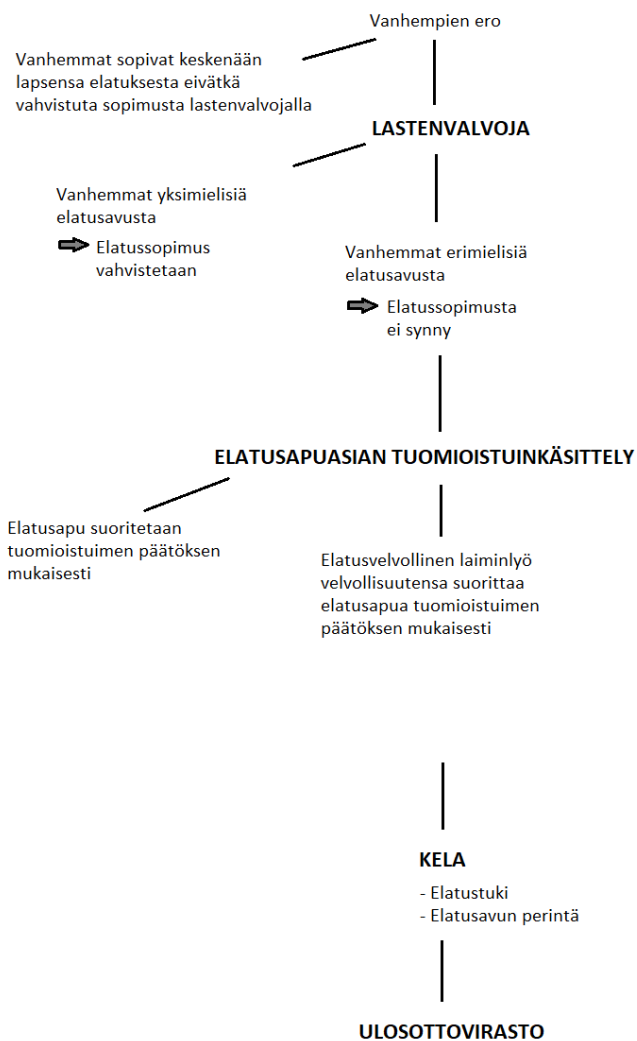 Vanhempien ero
Vanhemmat sopivat keskenään
lapsensa elatuksesta eivätkä
vahvistuta sopimusta lastenvalvojalla
LASTENVALVOJA
Vanhemmat yksimielisiä
elatusavusta
Elatussopimus
vahvistetaan
Vanhemmat erimielisiä
elatusavusta
Elatussopimusta
ei synny
ELATUSAPUASIAN TUOMIOISTUINKÄSITTELY
Elatusapu suoritetaan
tuomioistuimen päätöksen
mukaisesti
Elatusvelvollinen laiminlyö
velvollisuutensa suorittaa
elatusapua tuomioistuimen
päätöksen mukaisesti
KELA
- Elatustuki
- Elatusavun perintä
ULOSOTTOVIRASTO